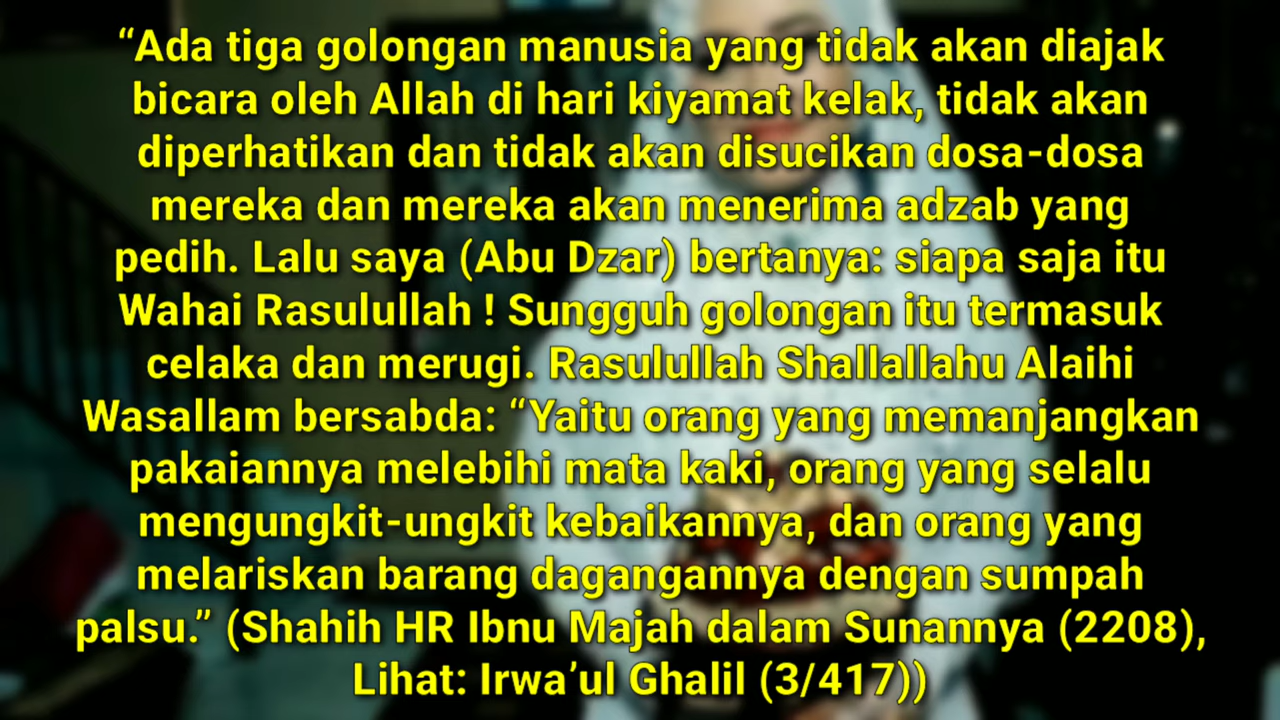 “Ada tiga golongan manusia yang tidak akan diajak
bicara oleh Allah di hari kiyamat kelak, tidak akan
diperhatikan dan tidak akan disucikan dosa-dosa
mereka dan mereka akan menerima adzab yang
pedih. Lalu saya (Abu Dzar) bertanya: siapa saja itu
Wahai Rasulullah ! Sungguh golongan itu termasuk
celaka dan merugi. Rasulullah Shallallahu Alaihi
Wasallam bersabda: “Yaitu orang yang memanjangkan
pakaiannya melebihi mata kaki, orang yang selalu
mengungkit-ungkit kebaikannya, dan orang yang
melariskan barang dagangannya dengan sumpah
palsu.” (Shahih HR Ibnu Majah dalam Sunannya (2208),
Lihat: Irwa’ul Ghalil (3/417))